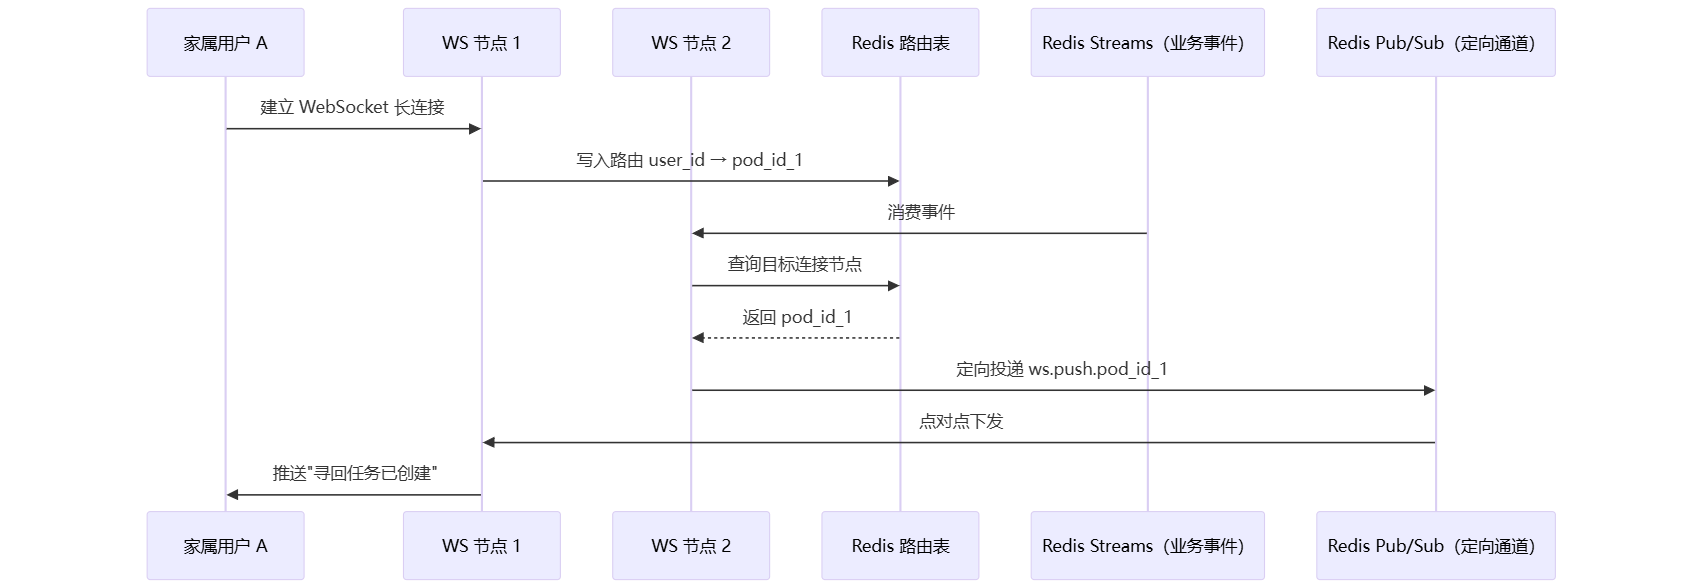 家属用户 A
WS 节点 1
WS 节点 2
Redis 路由表
Redis Streams（业务事件）
Redis Pub/Sub（定向通道）
建立 WebSocket 长连接
写入路由 user_id → pod_id_1
消费事件
查询目标连接节点
返回 pod_id_1
定向投递 ws.push.pod_id_1
点对点下发
推送"寻回任务已创建"
家属用户 A
WS 节点 1
WS 节点 2
Redis 路由表
Redis Streams（业务事件）
Redis Pub/Sub（定向通道）